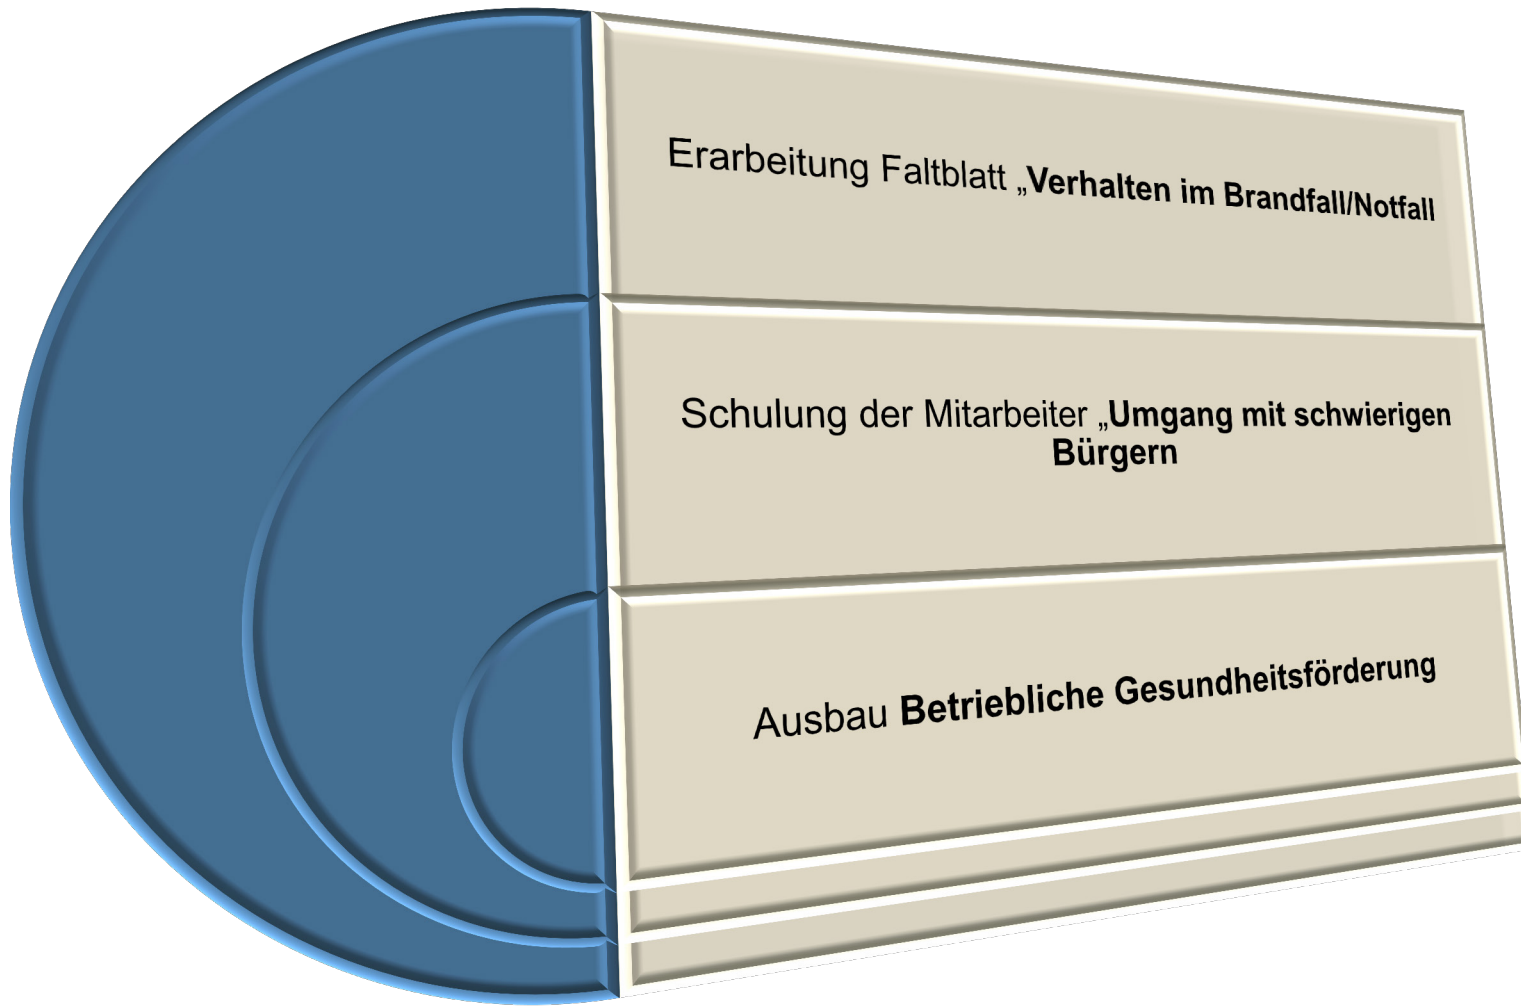 Erarbeitung Faltblatt „Verhalten im Brandfall/Notfall
Schulung der Mitarbeiter „Umgang mit schwierigen
Bürgern
Ausbau Betriebliche Gesundheitsförderung